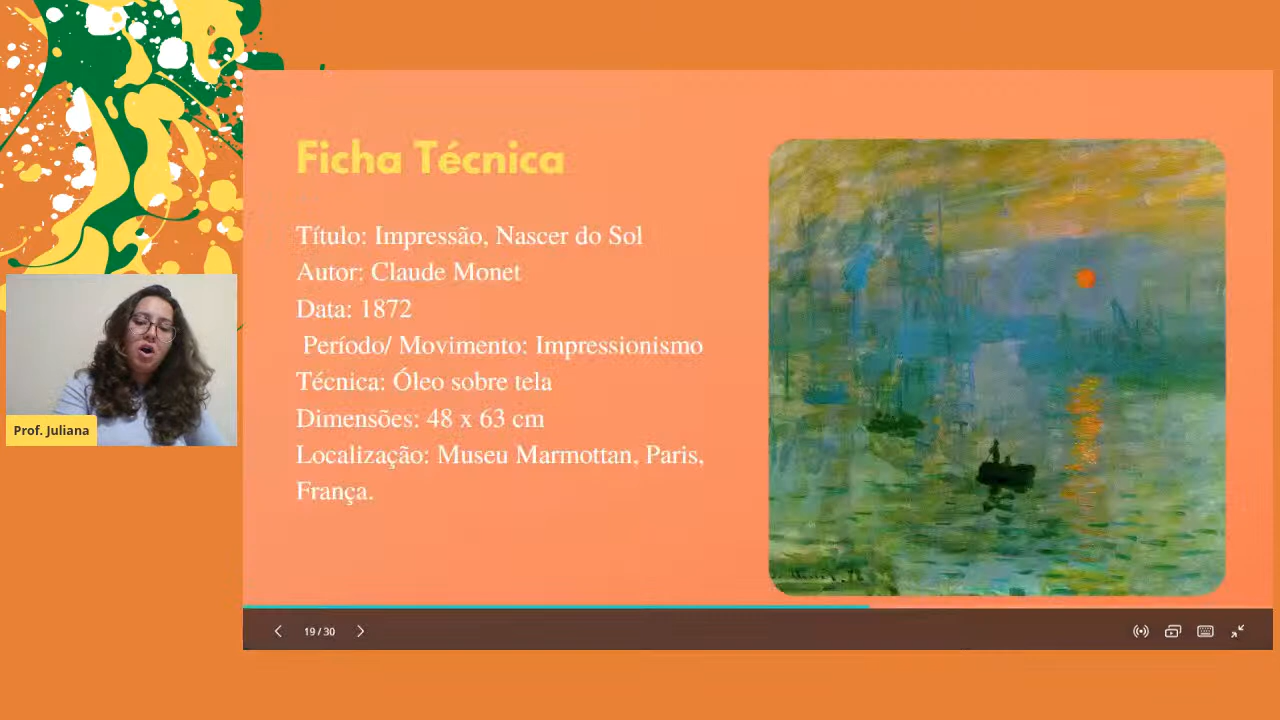 Ficha Técnica
Título: Impressão, Nascer do Sol
Autor: Claude Monet
Data: 1872
Período/ Movimento: Impressionismo
Técnica: Óleo sobre tela
Dimensões: 48 x 63 cm
Localização: Museu Marmottan, Paris,
França.
Prof. Juliana
19 / 30